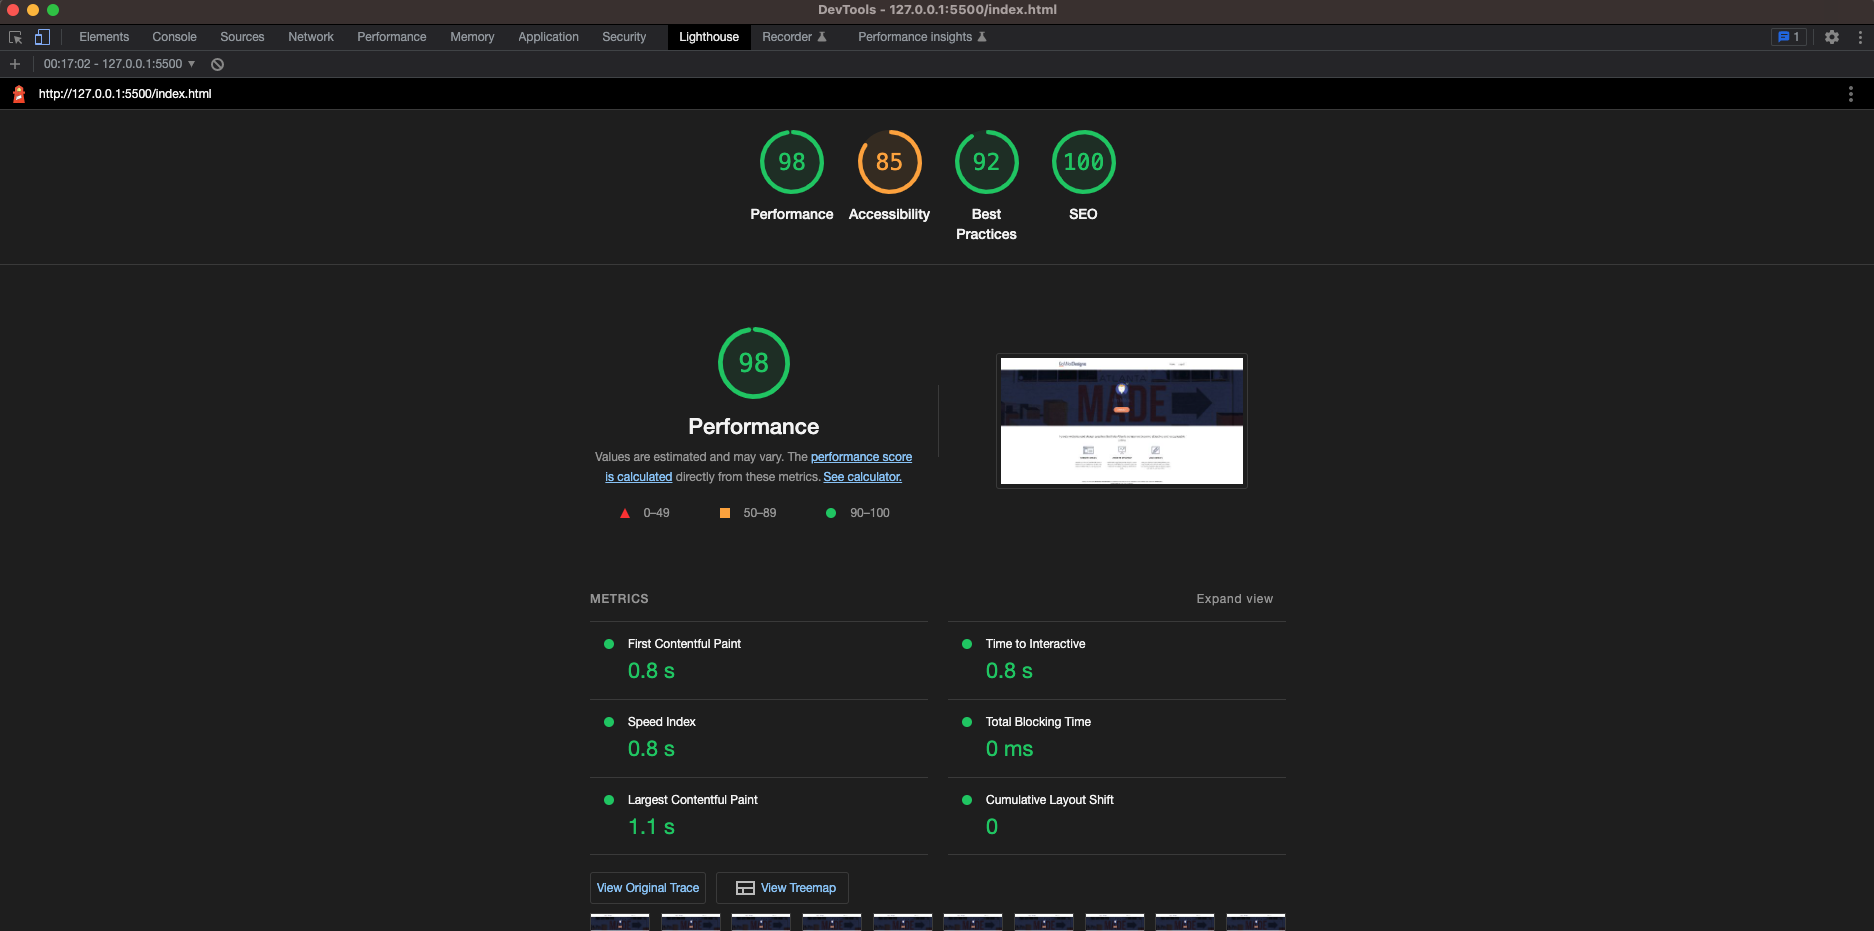 DevTools - 127.0.0.1:5500/index.html
Elements Console Sources Network Performance Memory Application Security Lighthouse Recorder Performance insights 1
00:17:02 - 127.0.0.1:5500
http://127.0.0.1:5500/index.html
98 85 92 100
Performance Accessibility Best Practices SEO
98
Performance
Values are estimated and may vary. The performance score
is calculated directly from these metrics. See calculator.
0–49 50–89 90–100
MADE
METRICS Expand view
First Contentful Paint
0.8 s
Time to Interactive
0.8 s
Speed Index
0.8 s
Total Blocking Time
0 ms
Largest Contentful Paint
1.1 s
Cumulative Layout Shift
0
View Original Trace View Treemap